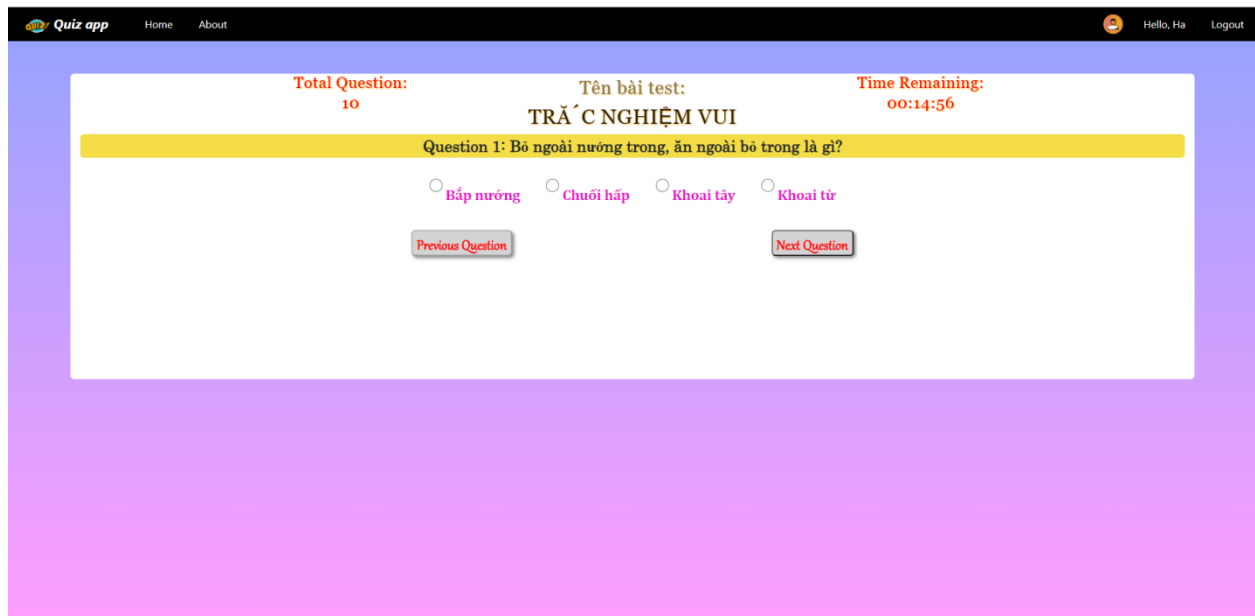 QUIZ! Quiz app Home About Hello, Ha Logout
Total Question:
10
Tên bài test:
TRẮC NGHIỆM VUI
Time Remaining:
00:14:56
Question 1: Bỏ ngoài nướng trong, ăn ngoài bỏ trong là gì?
Bắp nướng Chuối hấp Khoai tây Khoai từ
Previous Question Next Question